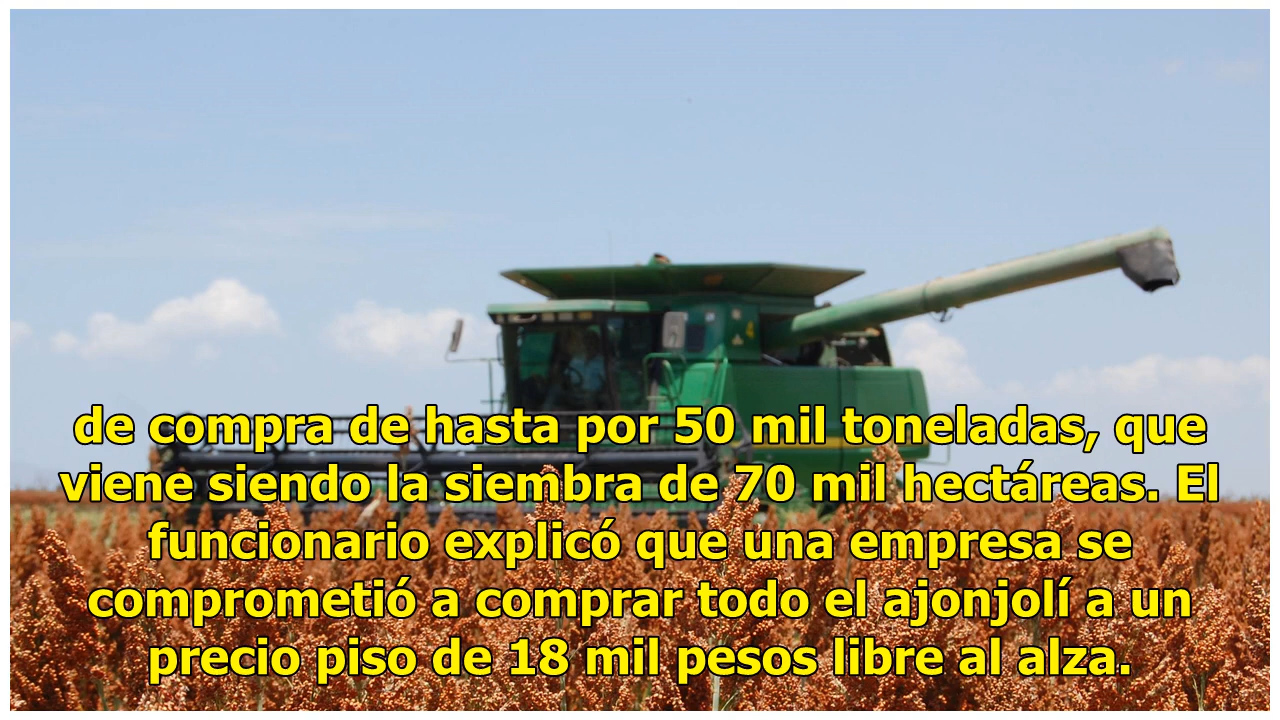 de compra de hasta por 50 mil toneladas, que
viene siendo la siembra de 70 mil hectáreas. El
funcionario explicó que una empresa se
comprometió a comprar todo el ajonjolí a un
precio piso de 18 mil pesos libre al alza.